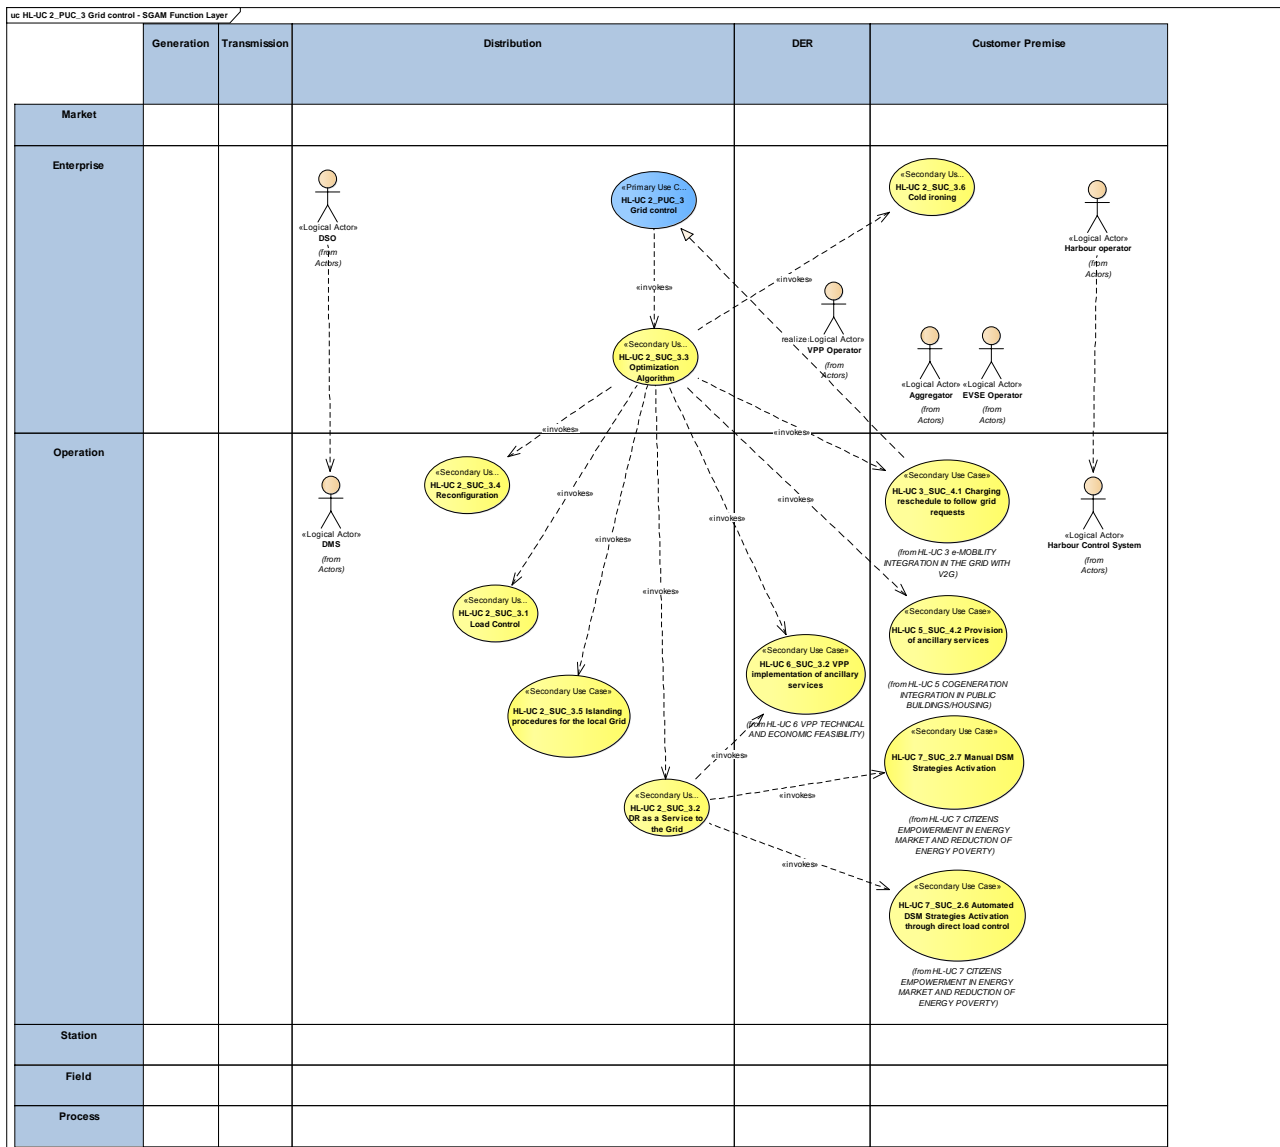 uc HL-UC 2_PUC_3 Grid control - SGAM Function Layer
Generation
Transmission
Distribution
DER
Customer Premise
Market
Enterprise
«Logical Actor»
DSO
(from
Actors)
«Primary Use C...
HL-UC 2_PUC_3
Grid control
«Secondary Us...
HL-UC 2_SUC_3.6
Cold ironing
«Logical Actor»
Harbour operator
(from
Actors)
«invokes»
«invokes»
«Secondary Us...
HL-UC 2_SUC_3.3
Optimization
Algorithm
realize
«Logical Actor»
VPP Operator
(from
Actors)
«Logical Actor»
Aggregator
(from
Actors)
«Logical Actor»
EVSE Operator
(from
Actors)
«invokes»
«invokes»
Operation
«Logical Actor»
DMS
(from
Actors)
«Secondary Us...
HL-UC 2_SUC_3.4
Reconfiguration
«invokes»
«invokes»
«invokes»
«invokes»
«invokes»
«Secondary Use Case»
HL-UC 3_SUC_4.1 Charging
reschedule to follow grid
requests
(from HL-UC 3 e-MOBILITY
INTEGRATION IN THE GRID WITH
V2G)
«Logical Actor»
Harbour Control System
(from
Actors)
«Secondary Us...
HL-UC 2_SUC_3.1
Load Control
«Secondary Use Case»
HL-UC 5_SUC_4.2 Provision
of ancillary services
(from HL-UC 5 COGENERATION
INTEGRATION IN PUBLIC
BUILDINGS/HOUSING)
«Secondary Use Case»
HL-UC 6_SUC_3.2 VPP
implementation of ancillary
services
(from HL-UC 6 VPP TECHNICAL
AND ECONOMIC FEASIBILITY)
«Secondary Use Case»
HL-UC 2_SUC_3.5 Islanding
procedures for the local Grid
«invokes»
«Secondary Use Case»
HL-UC 7_SUC_2.7 Manual DSM
Strategies Activation
(from HL-UC 7 CITIZENS
EMPOWERMENT IN ENERGY
MARKET AND REDUCTION OF
ENERGY POVERTY)
«Secondary Us...
HL-UC 2_SUC_3.2
DR as a Service to
the Grid
«invokes»
«invokes»
«Secondary Use Case»
HL-UC 7_SUC_2.6 Automated
DSM Strategies Activation
through direct load control
(from HL-UC 7 CITIZENS
EMPOWERMENT IN ENERGY
MARKET AND REDUCTION OF
ENERGY POVERTY)
Station
Field
Process